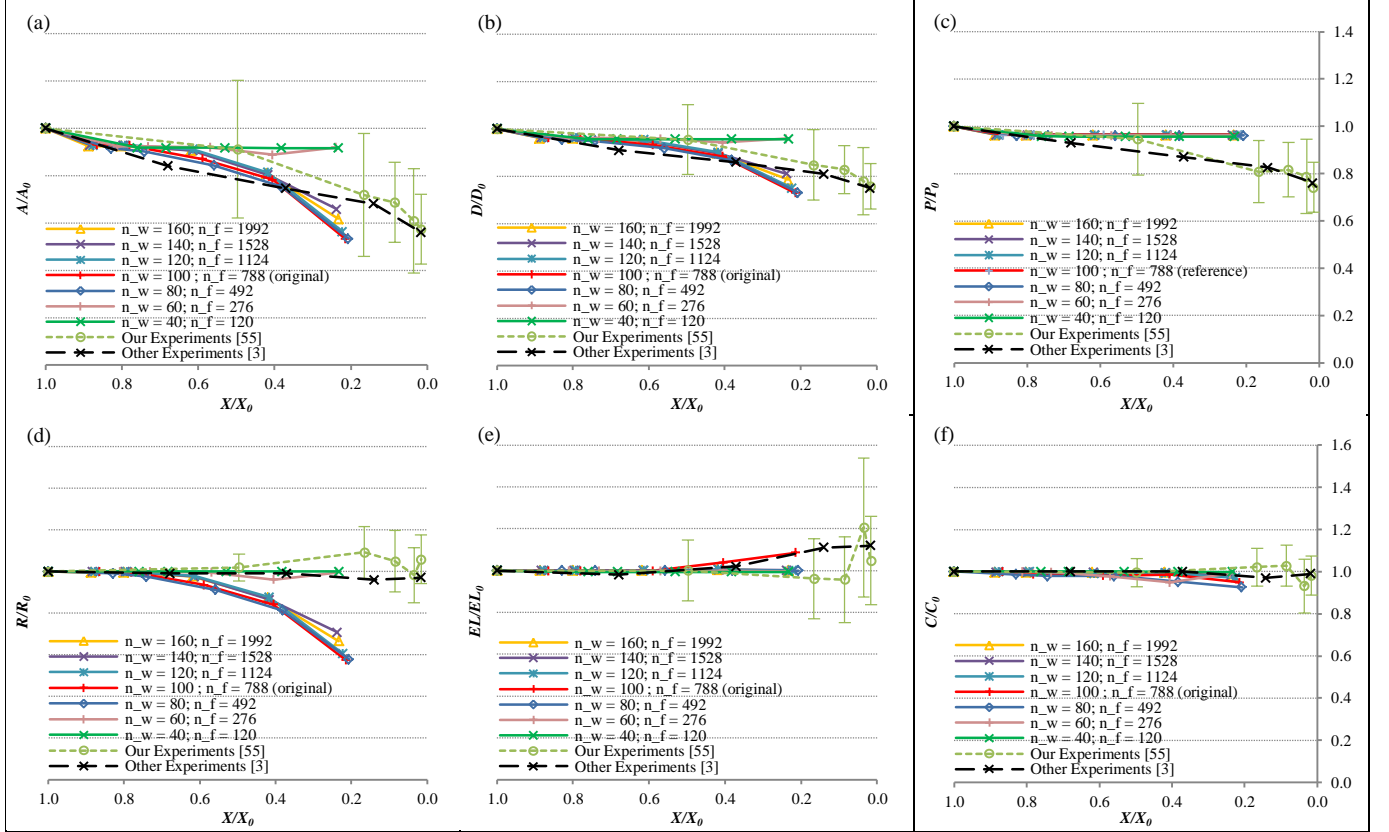 (a)
A/A0
n_w = 160; n_f = 1992
n_w = 140; n_f = 1528
n_w = 120; n_f = 1124
n_w = 100 ; n_f = 788 (original)
n_w = 80; n_f = 492
n_w = 60; n_f = 276
n_w = 40; n_f = 120
Our Experiments [55]
Other Experiments [3]
1.0 0.8 0.6 0.4 0.2 0.0
X/X0
(b)
D/D0
n_w = 160; n_f = 1992
n_w = 140; n_f = 1528
n_w = 120; n_f = 1124
n_w = 100 ; n_f = 788 (original)
n_w = 80; n_f = 492
n_w = 60; n_f = 276
n_w = 40; n_f = 120
Our Experiments [55]
Other Experiments [3]
1.0 0.8 0.6 0.4 0.2 0.0
X/X0
(c)
P/P0
1.4
1.2
1.0
0.8
0.6
0.4
0.2
0.0
n_w = 160; n_f = 1992
n_w = 140; n_f = 1528
n_w = 120; n_f = 1124
n_w = 100 ; n_f = 788 (reference)
n_w = 80; n_f = 492
n_w = 60; n_f = 276
n_w = 40; n_f = 120
Our Experiments [55]
Other Experiments [3]
1.0 0.8 0.6 0.4 0.2 0.0
X/X0
(d)
R/R0
n_w = 160; n_f = 1992
n_w = 140; n_f = 1528
n_w = 120; n_f = 1124
n_w = 100 ; n_f = 788 (original)
n_w = 80; n_f = 492
n_w = 60; n_f = 276
n_w = 40; n_f = 120
Our Experiments [55]
Other Experiments [3]
1.0 0.8 0.6 0.4 0.2 0.0
X/X0
(e)
EL/EL0
n_w = 160; n_f = 1992
n_w = 140; n_f = 1528
n_w = 120; n_f = 1124
n_w = 100 ; n_f = 788 (original)
n_w = 80; n_f = 492
n_w = 60; n_f = 276
n_w = 40; n_f = 120
Our Experiments [55]
Other Experiments [3]
1.0 0.8 0.6 0.4 0.2 0.0
X/X0
(f)
C/C0
1.6
1.4
1.2
1.0
0.8
0.6
0.4
0.2
0.0
n_w = 160; n_f = 1992
n_w = 140; n_f = 1528
n_w = 120; n_f = 1124
n_w = 100 ; n_f = 788 (original)
n_w = 80; n_f = 492
n_w = 60; n_f = 276
n_w = 40; n_f = 120
Our Experiments [55]
Other Experiments [3]
1.0 0.8 0.6 0.4 0.2 0.0
X/X0